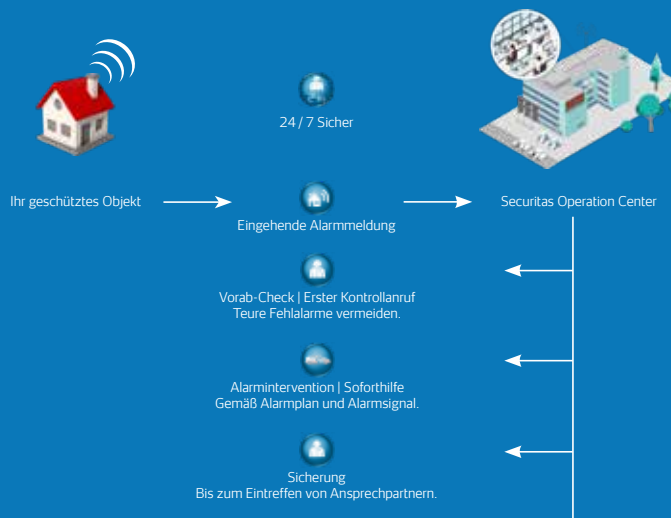 24 / 7 Sicher
Ihr geschütztes Objekt
Eingehende Alarmmeldung
Securitas Operation Center
Vorab-Check | Erster Kontrollanruf
Teure Fehlalarme vermeiden.
Alarmintervention | Soforthilfe
Gemäß Alarmplan und Alarmsignal.
Sicherung
Bis zum Eintreffen von Ansprechpartnern.